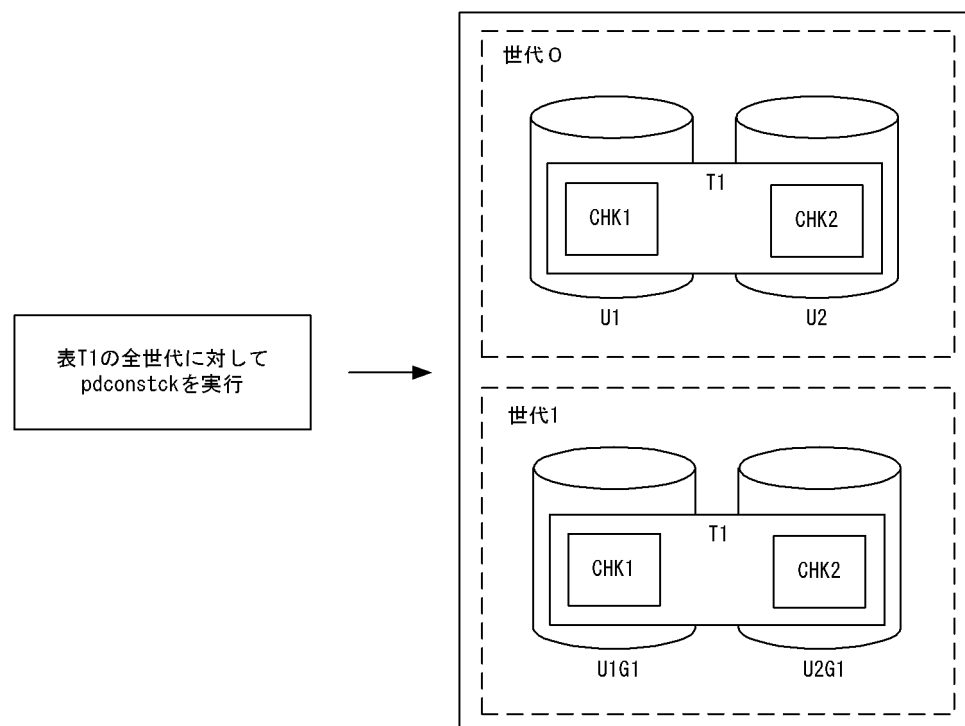 表T1の全世代に対して
pdconstckを実行
世代0
T1
CHK1
CHK2
U1
U2
世代1
T1
CHK1
CHK2
U1G1
U2G1